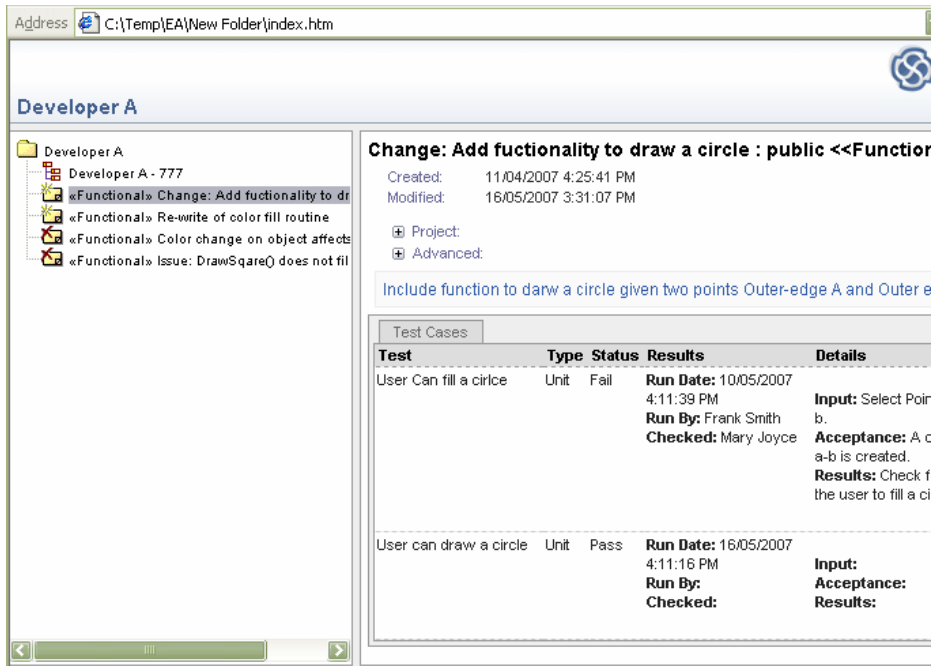 Address C:\Temp\EA\New Folder\index.htm
Developer A
Developer A
Developer A - 777
«Functional» Change: Add fuctionality to dr
«Functional» Re-write of color fill routine
«Functional» Color change on object affects
«Functional» Issue: DrawSqare() does not fil
Change: Add fuctionality to draw a circle : public <<Function
Created: 11/04/2007 4:25:41 PM
Modified: 16/05/2007 3:31:07 PM
Project:
Advanced:
Include function to darw a circle given two points Outer-edge A and Outer e
Test Cases
Test Type Status Results Details
User Can fill a cirlce Unit Fail Run Date: 10/05/2007
4:11:39 PM
Run By: Frank Smith
Checked: Mary Joyce
Input: Select Poin
b.
Acceptance: A c
a-b is created.
Results: Check f
the user to fill a ci
User can draw a circle Unit Pass Run Date: 16/05/2007
4:11:16 PM
Run By:
Checked:
Input:
Acceptance:
Results: